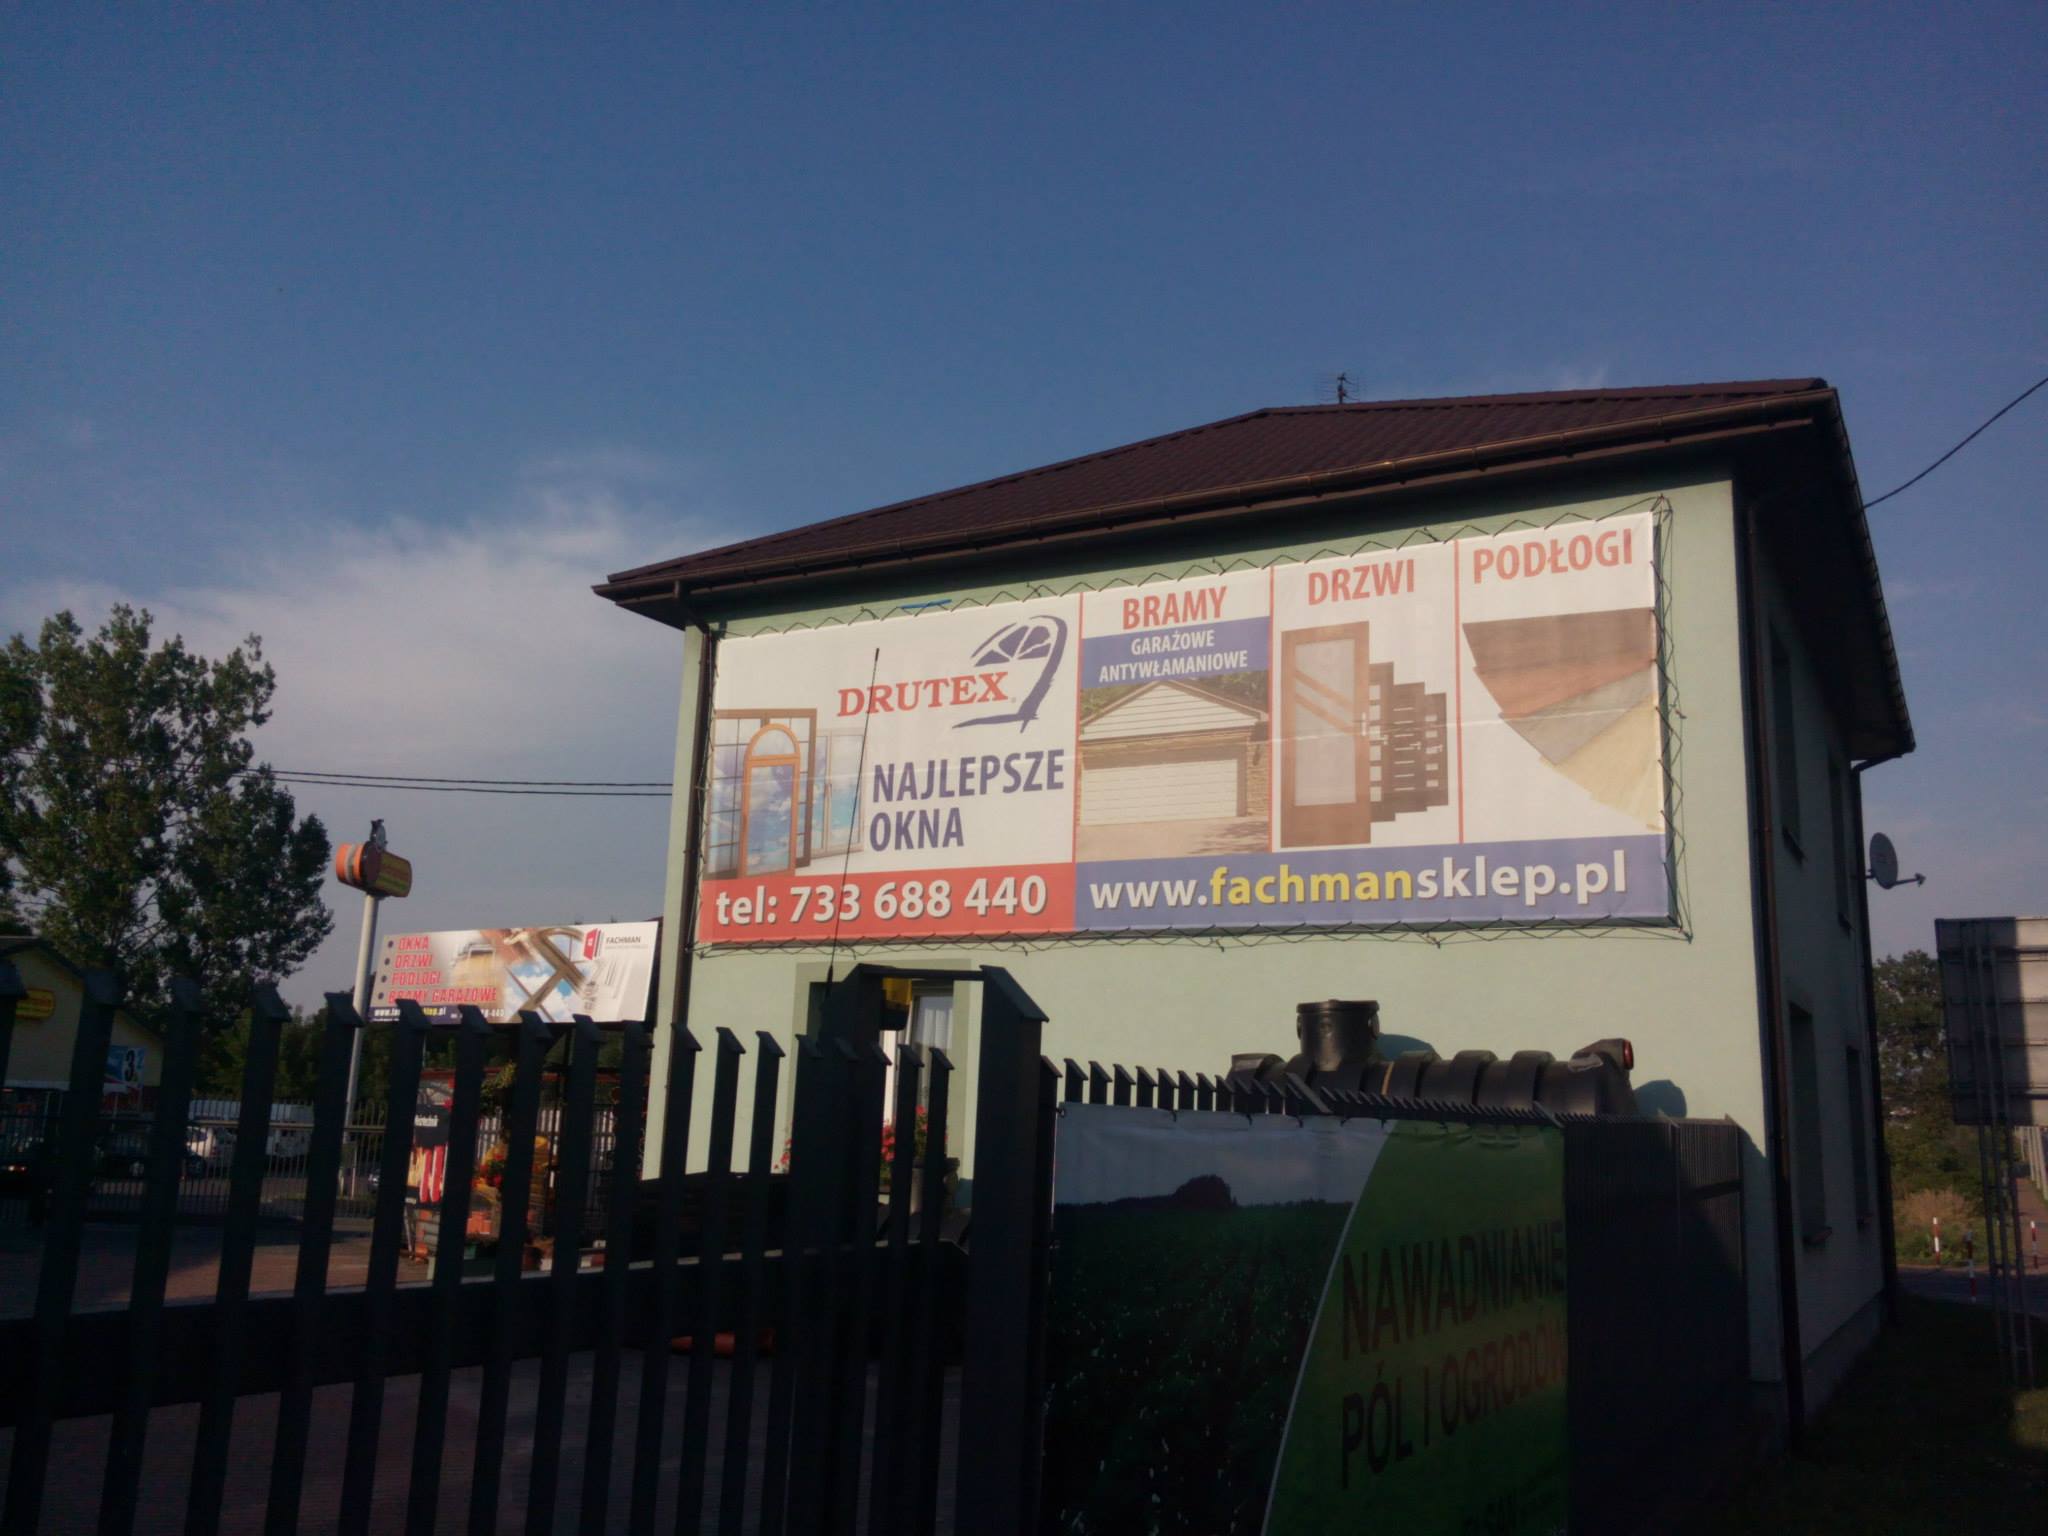 DRUTEX
NAJLEPSZE
OKNA
tel: 733 688 440
BRAMY
GARAŻOWE
ANTYWŁAMANIOWE
DRZWI
PODŁOGI
www.fachmansklep.pl
OKNA
DRZWI
PODŁOGI
BRAMY GARAŻOWE
FACHMAN
NAWADNIANIE
PÓL I OGRODÓW